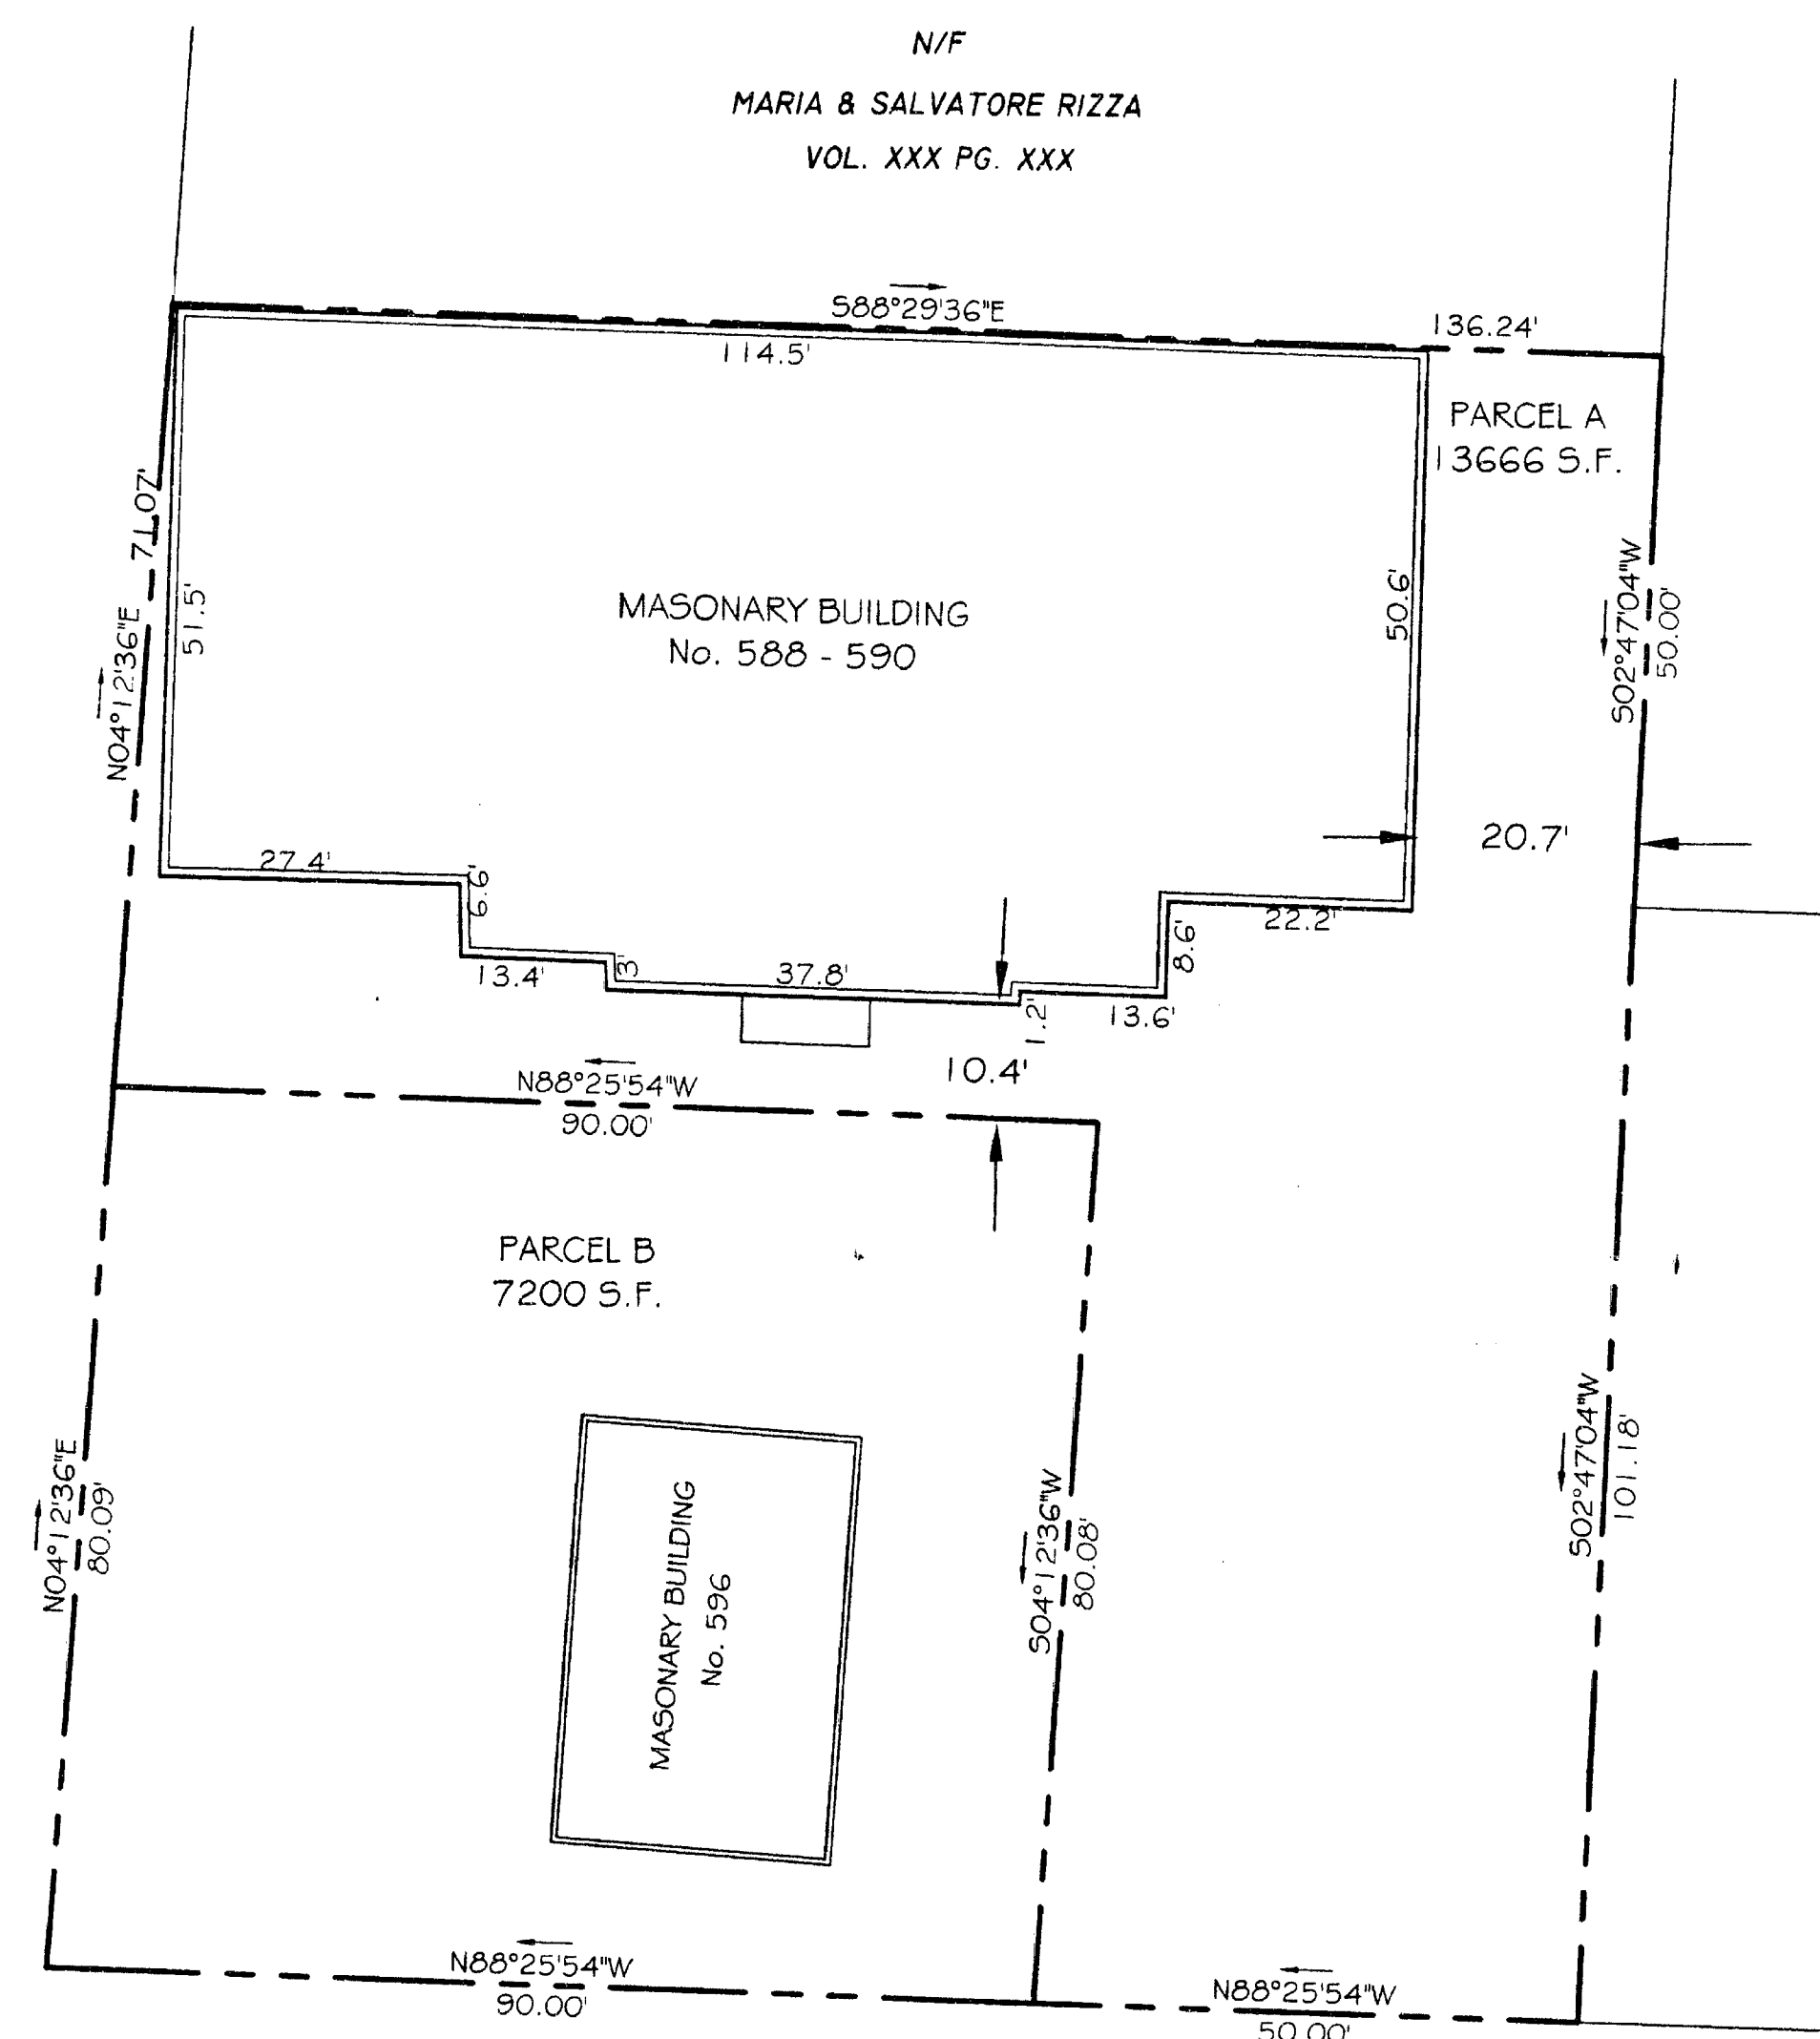 N/F
MARIA & SALVATORE RIZZA
VOL. XXX PG. XXX
S88°29'36"E
136.24'
114.5'
PARCEL A
13666 S.F.
N04°12'36"E 71.07'
51.5'
MASONARY BUILDING
No. 588 - 590
50.6'
S02°47'04"W
50.00'
20.7'
27.4'
6.6'
13.4'
3'
37.8'
1.2'
13.6'
8.6'
22.2'
10.4'
N88°25'54"W
90.00'
PARCEL B
7200 S.F.
N04°12'36"E
80.09'
MASONARY BUILDING
No. 596
S04°12'36"W
80.08'
S02°47'04"W
101.18'
N88°25'54"W
90.00'
N88°25'54"W
50.00'